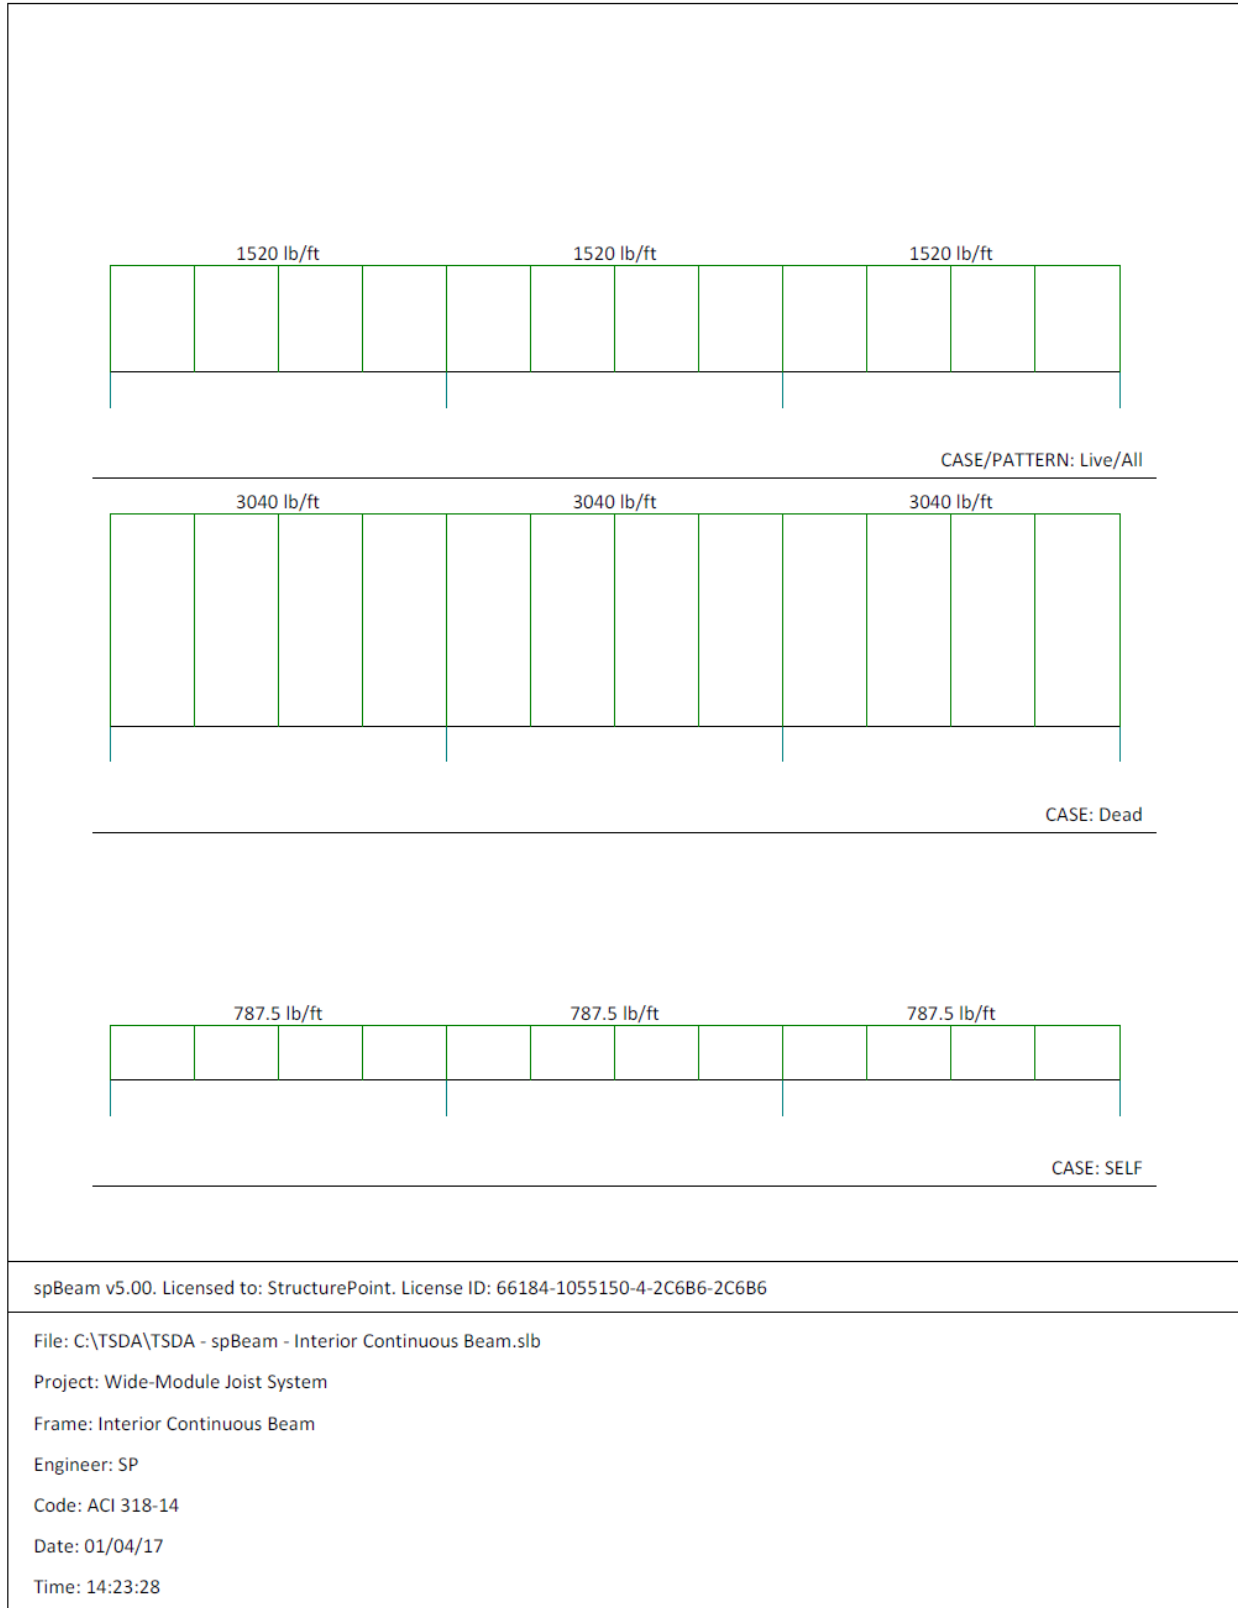 1520 lb/ft 1520 lb/ft 1520 lb/ft
CASE/PATTERN: Live/All
3040 lb/ft 3040 lb/ft 3040 lb/ft
CASE: Dead
787.5 lb/ft 787.5 lb/ft 787.5 lb/ft
CASE: SELF
spBeam v5.00. Licensed to: StructurePoint. License ID: 66184-1055150-4-2C6B6-2C6B6
File: C:\TSDA\TSDA - spBeam - Interior Continuous Beam.slb
Project: Wide-Module Joist System
Frame: Interior Continuous Beam
Engineer: SP
Code: ACI 318-14
Date: 01/04/17
Time: 14:23:28